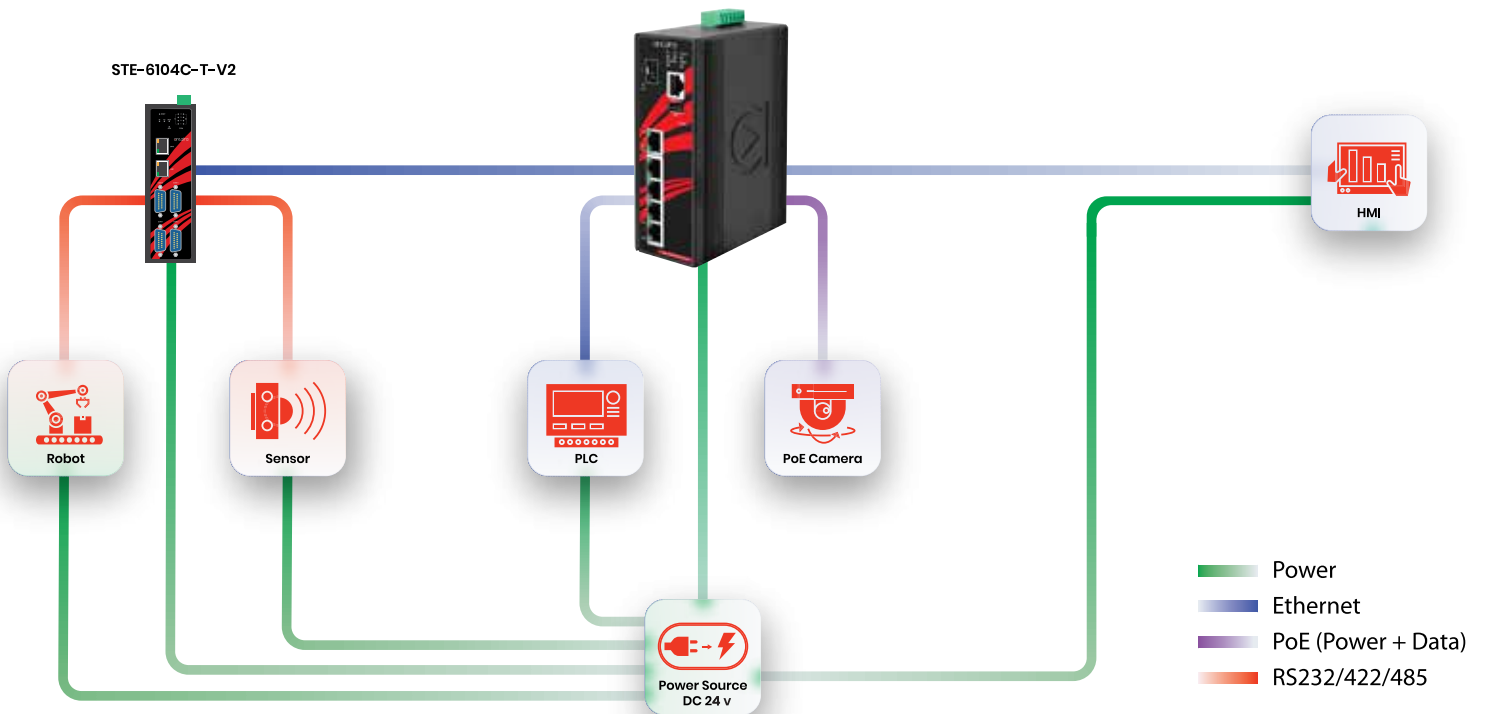 STE-6104C-T-V2
HMI
Robot
Sensor
PLC
PoE Camera
Power Source
DC 24 v
Power
Ethernet
PoE (Power + Data)
RS232/422/485